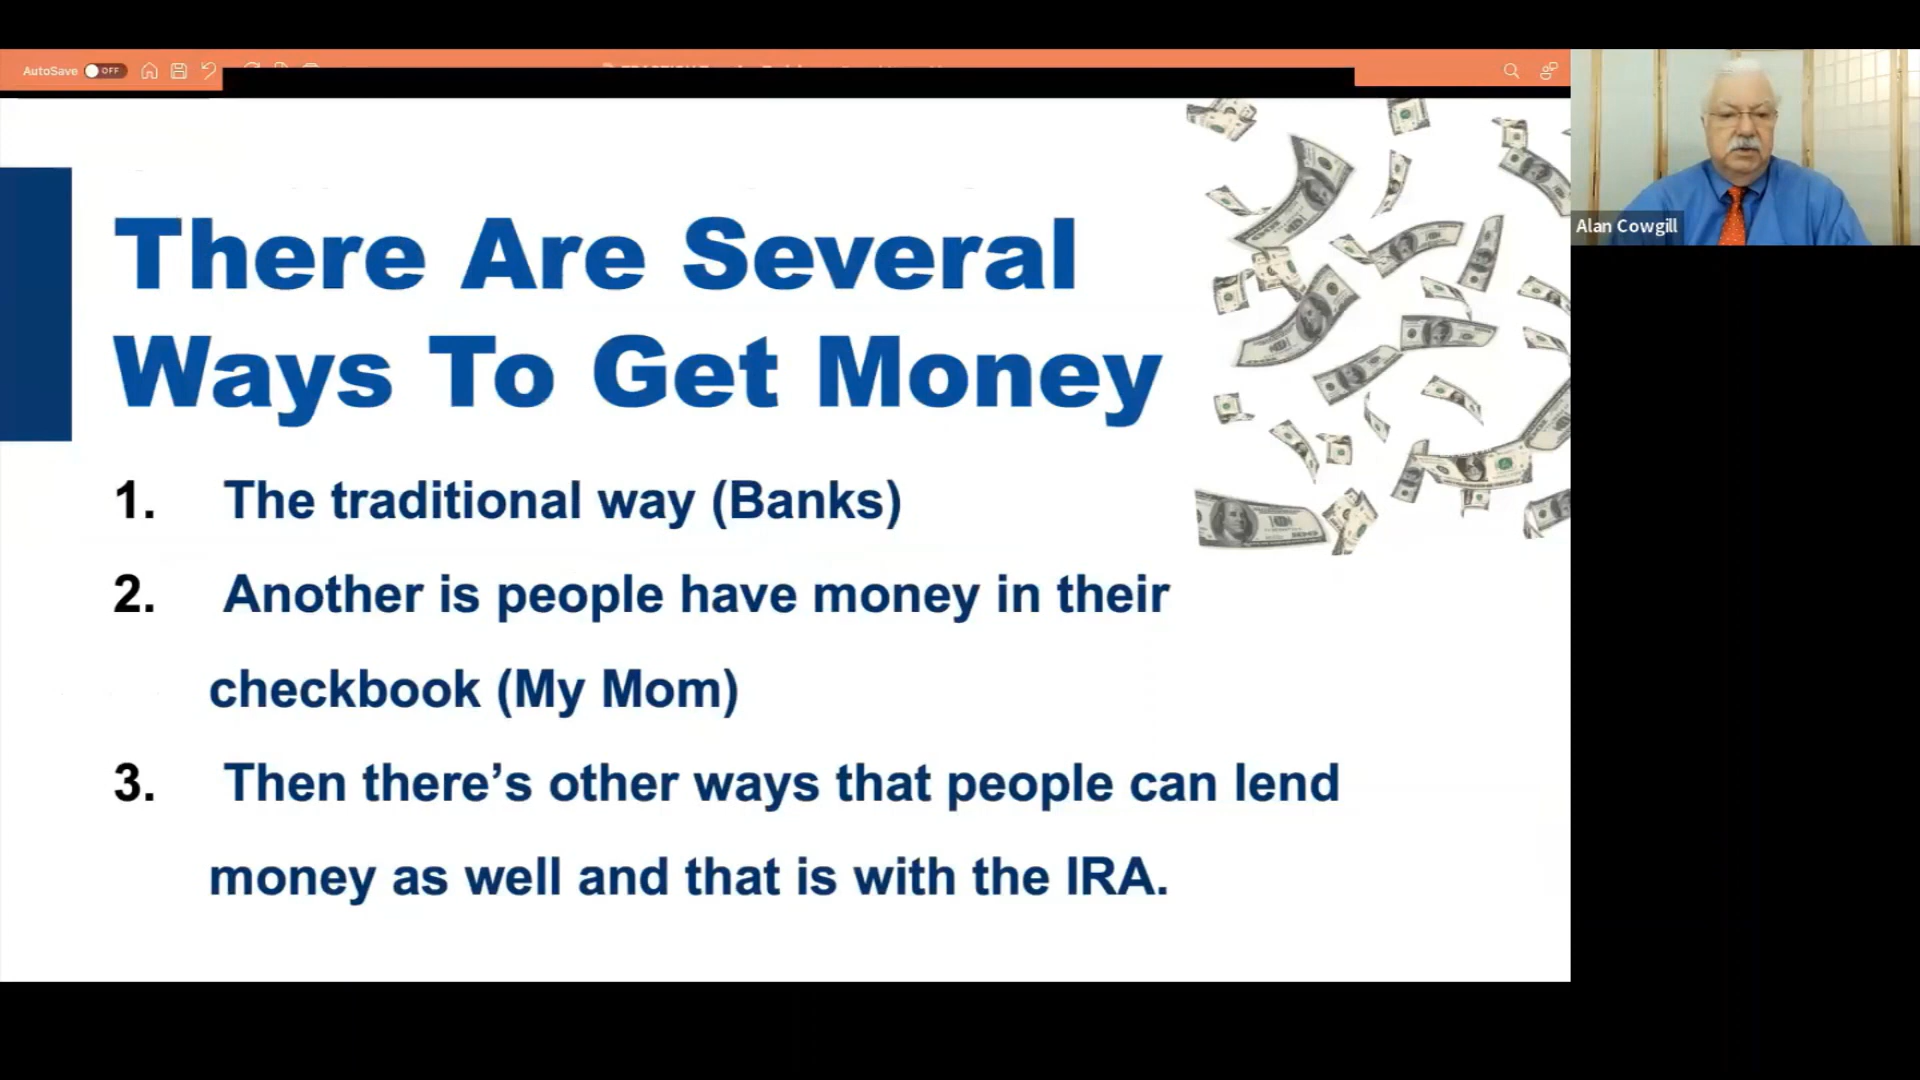 AutoSave OFF
There Are Several
Ways To Get Money
1. The traditional way (Banks)
2. Another is people have money in their
checkbook (My Mom)
3. Then there’s other ways that people can lend
money as well and that is with the IRA.
Alan Cowgill